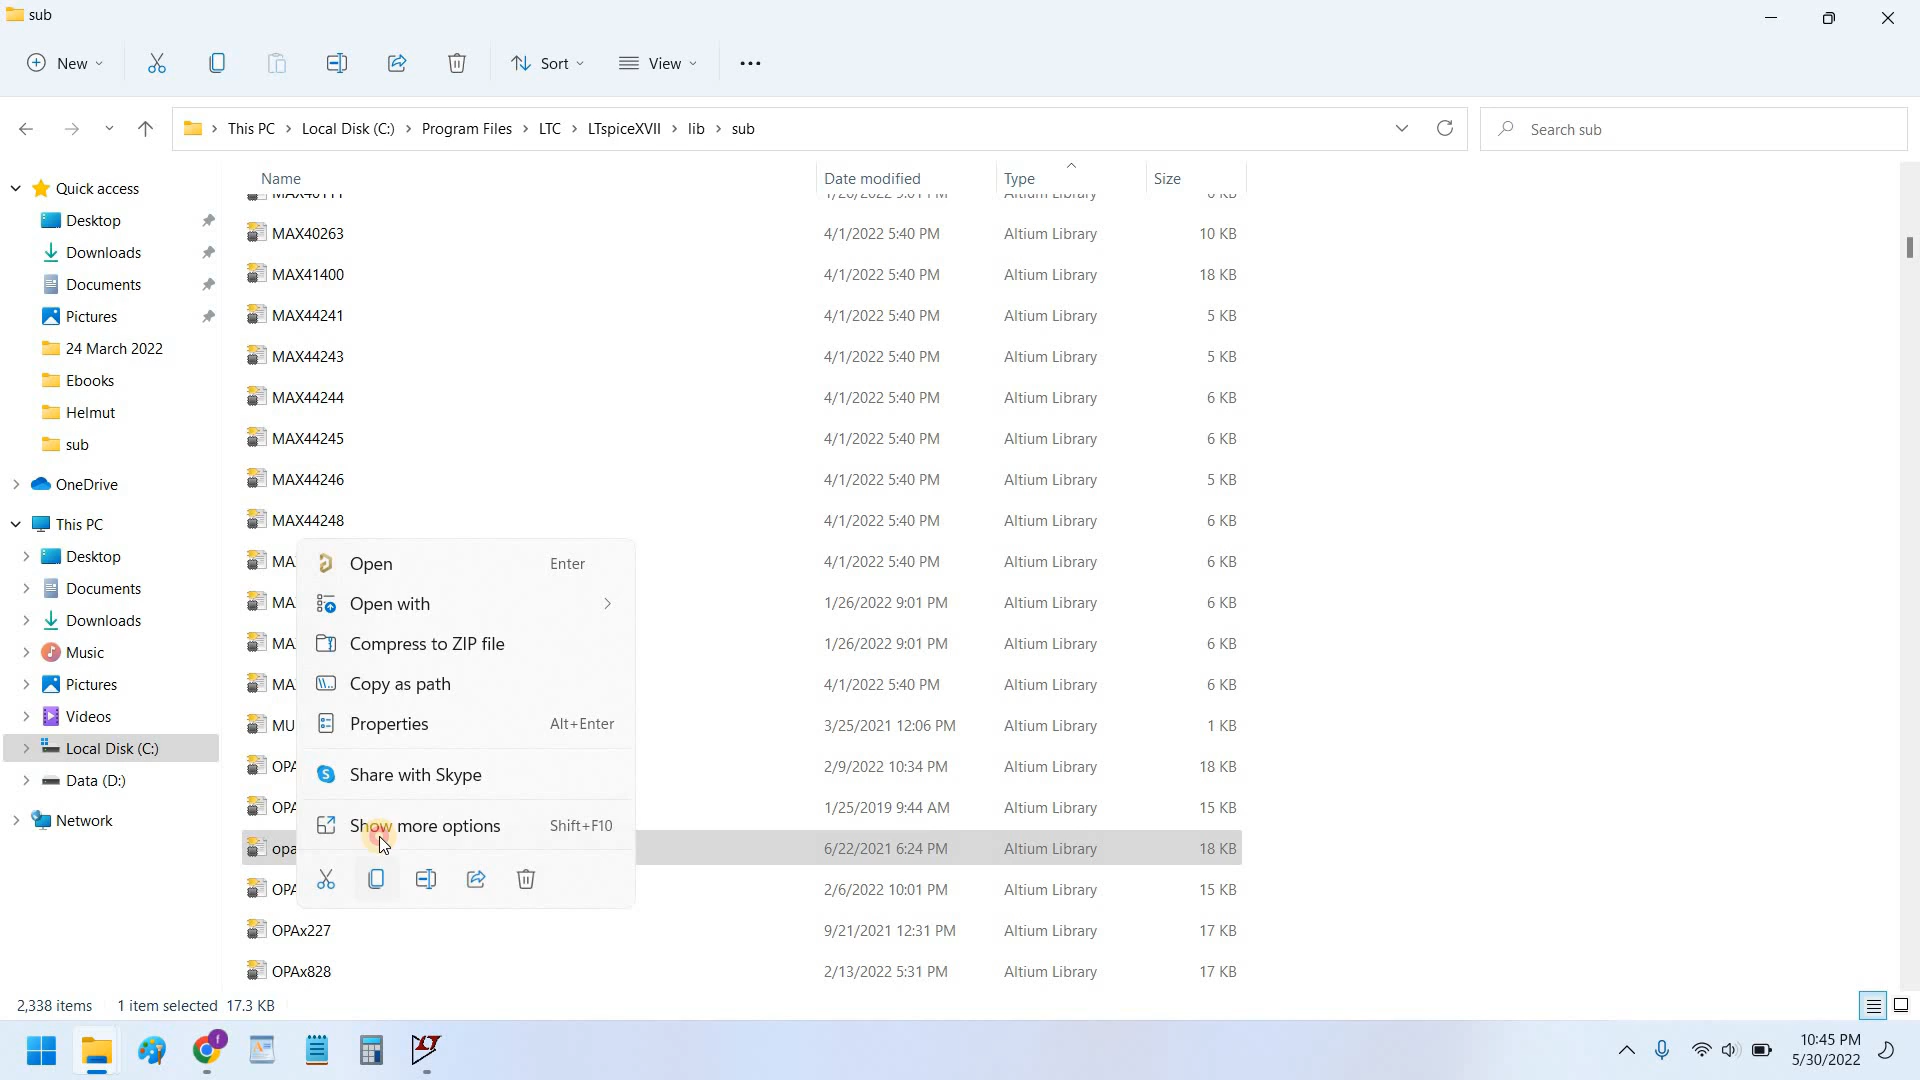 sub
New
Sort
View
This PC > Local Disk (C:) > Program Files > LTC > LTspiceXVII > lib > sub
Search sub
Name Date modified Type Size
Quick access
Desktop
Downloads
Documents
Pictures
24 March 2022
Ebooks
Helmut
sub
OneDrive
This PC
Desktop
Documents
Downloads
Music
Pictures
Videos
Local Disk (C:)
Data (D:)
Network
MAX40263 4/1/2022 5:40 PM Altium Library 10 KB
MAX41400 4/1/2022 5:40 PM Altium Library 18 KB
MAX44241 4/1/2022 5:40 PM Altium Library 5 KB
MAX44243 4/1/2022 5:40 PM Altium Library 5 KB
MAX44244 4/1/2022 5:40 PM Altium Library 6 KB
MAX44245 4/1/2022 5:40 PM Altium Library 6 KB
MAX44246 4/1/2022 5:40 PM Altium Library 5 KB
MAX44248 4/1/2022 5:40 PM Altium Library 6 KB
MA 4/1/2022 5:40 PM Altium Library 6 KB
MA 1/26/2022 9:01 PM Altium Library 6 KB
MA 1/26/2022 9:01 PM Altium Library 6 KB
MA 4/1/2022 5:40 PM Altium Library 6 KB
MU 3/25/2021 12:06 PM Altium Library 1 KB
OPA 2/9/2022 10:34 PM Altium Library 18 KB
OPA 1/25/2019 9:44 AM Altium Library 15 KB
opa 6/22/2021 6:24 PM Altium Library 18 KB
OPA 2/6/2022 10:01 PM Altium Library 15 KB
OPAx227 9/21/2021 12:31 PM Altium Library 17 KB
OPAx828 2/13/2022 5:31 PM Altium Library 17 KB
Open Enter
Open with
Compress to ZIP file
Copy as path
Properties Alt+Enter
Share with Skype
Show more options Shift+F10
2,338 items 1 item selected 17.3 KB
10:45 PM
5/30/2022